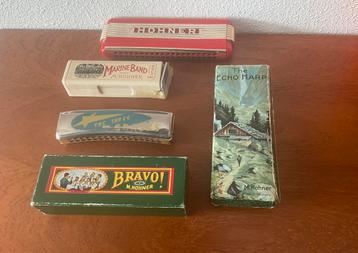 HOHNER
MARINE BAND
M. HOHNER
The
ECHO HARP
M. Hohner
BRAVO!
M. HOHNER